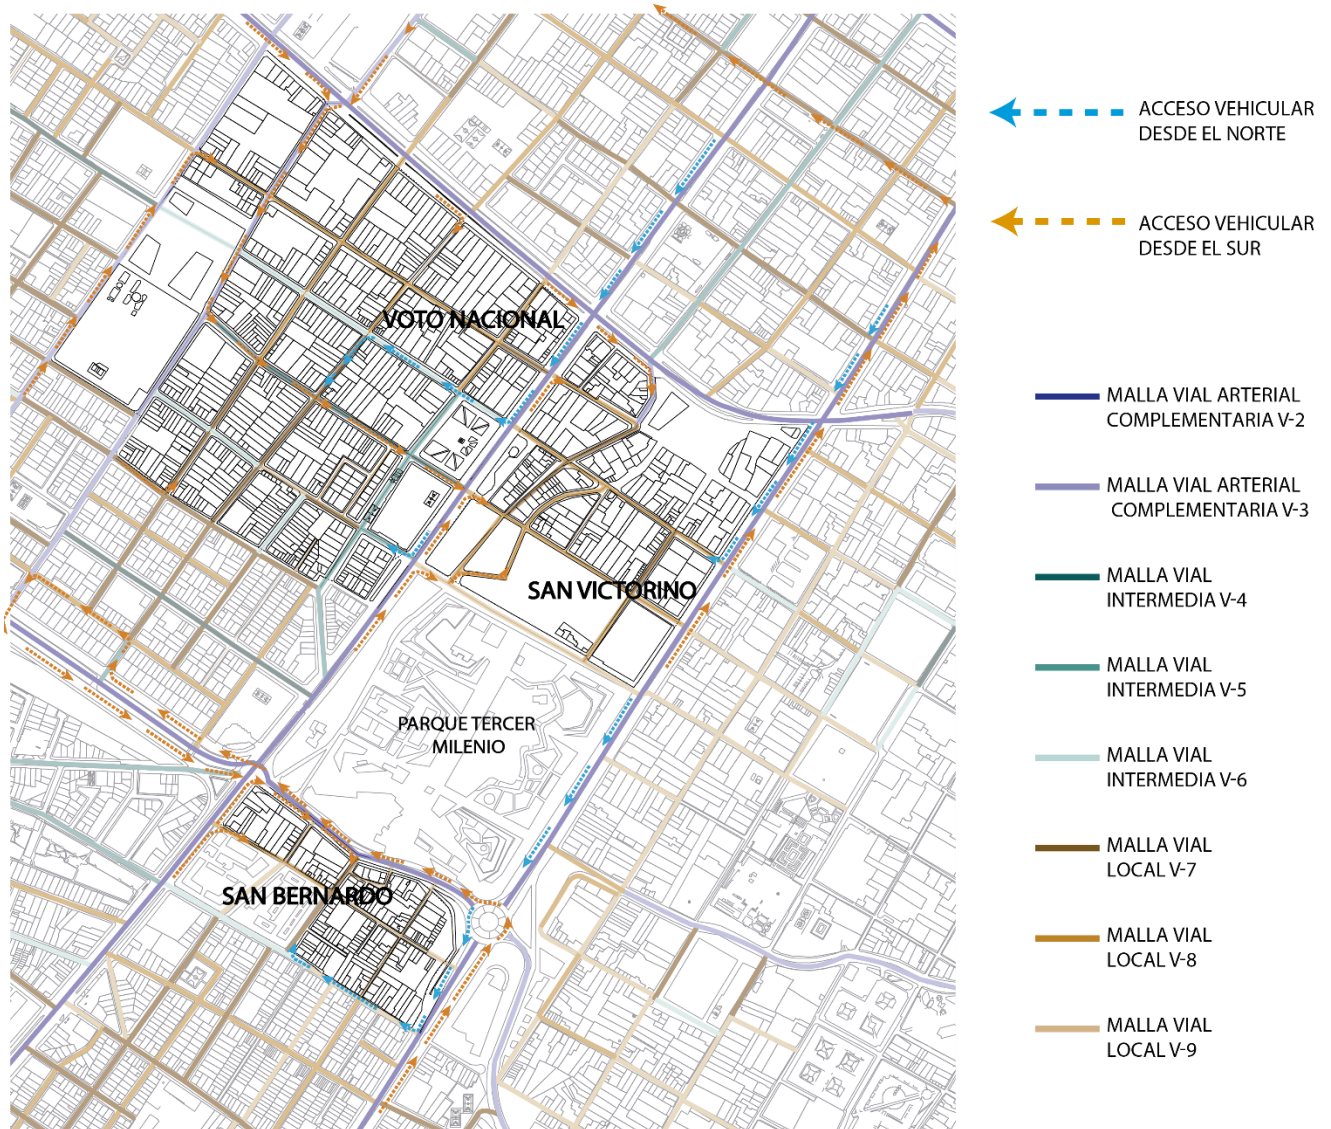 VOTO NACIONAL
SAN VICTORINO
PARQUE TERCER
MILENIO
SAN BERNARDO
ACCESO VEHICULAR
DESDE EL NORTE
ACCESO VEHICULAR
DESDE EL SUR
MALLA VIAL ARTERIAL
COMPLEMENTARIA V-2
MALLA VIAL ARTERIAL
COMPLEMENTARIA V-3
MALLA VIAL
INTERMEDIA V-4
MALLA VIAL
INTERMEDIA V-5
MALLA VIAL
INTERMEDIA V-6
MALLA VIAL
LOCAL V-7
MALLA VIAL
LOCAL V-8
MALLA VIAL
LOCAL V-9